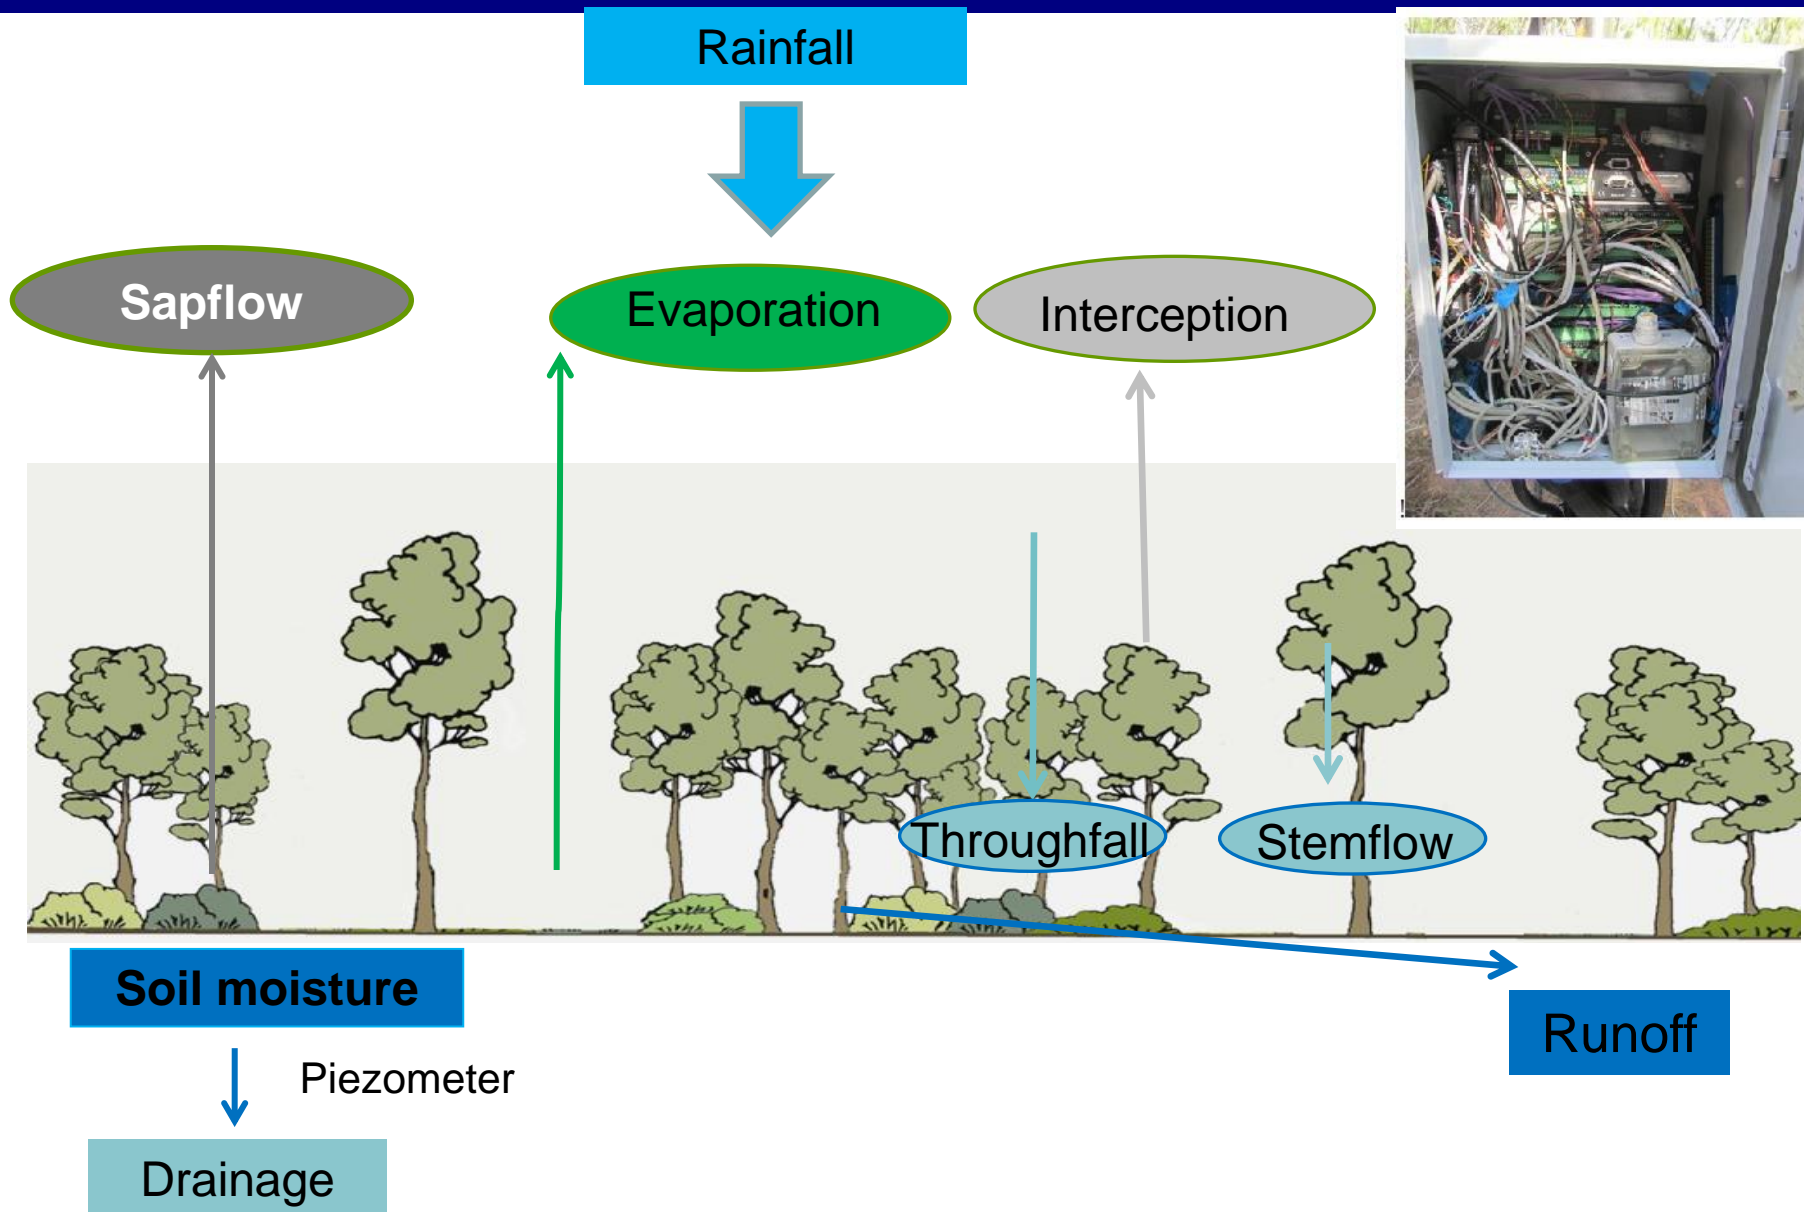 Rainfall
Sapflow
Evaporation
Interception
Throughfall
Stemflow
Soil moisture
Runoff
Piezometer
Drainage